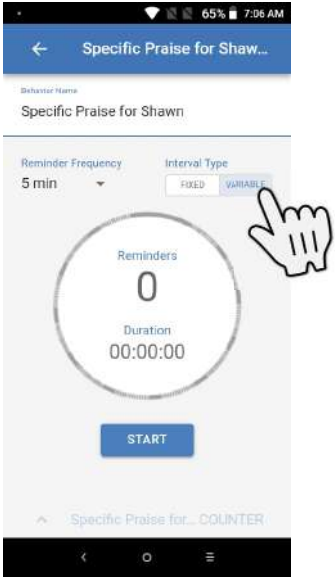 65% 7:06 AM
Specific Praise for Shaw...
Behavior Name
Specific Praise for Shawn
Reminder Frequency Interval Type
5 min FIXED VARIABLE
Reminders
0
Duration
00:00:00
START
Specific Praise for... COUNTER